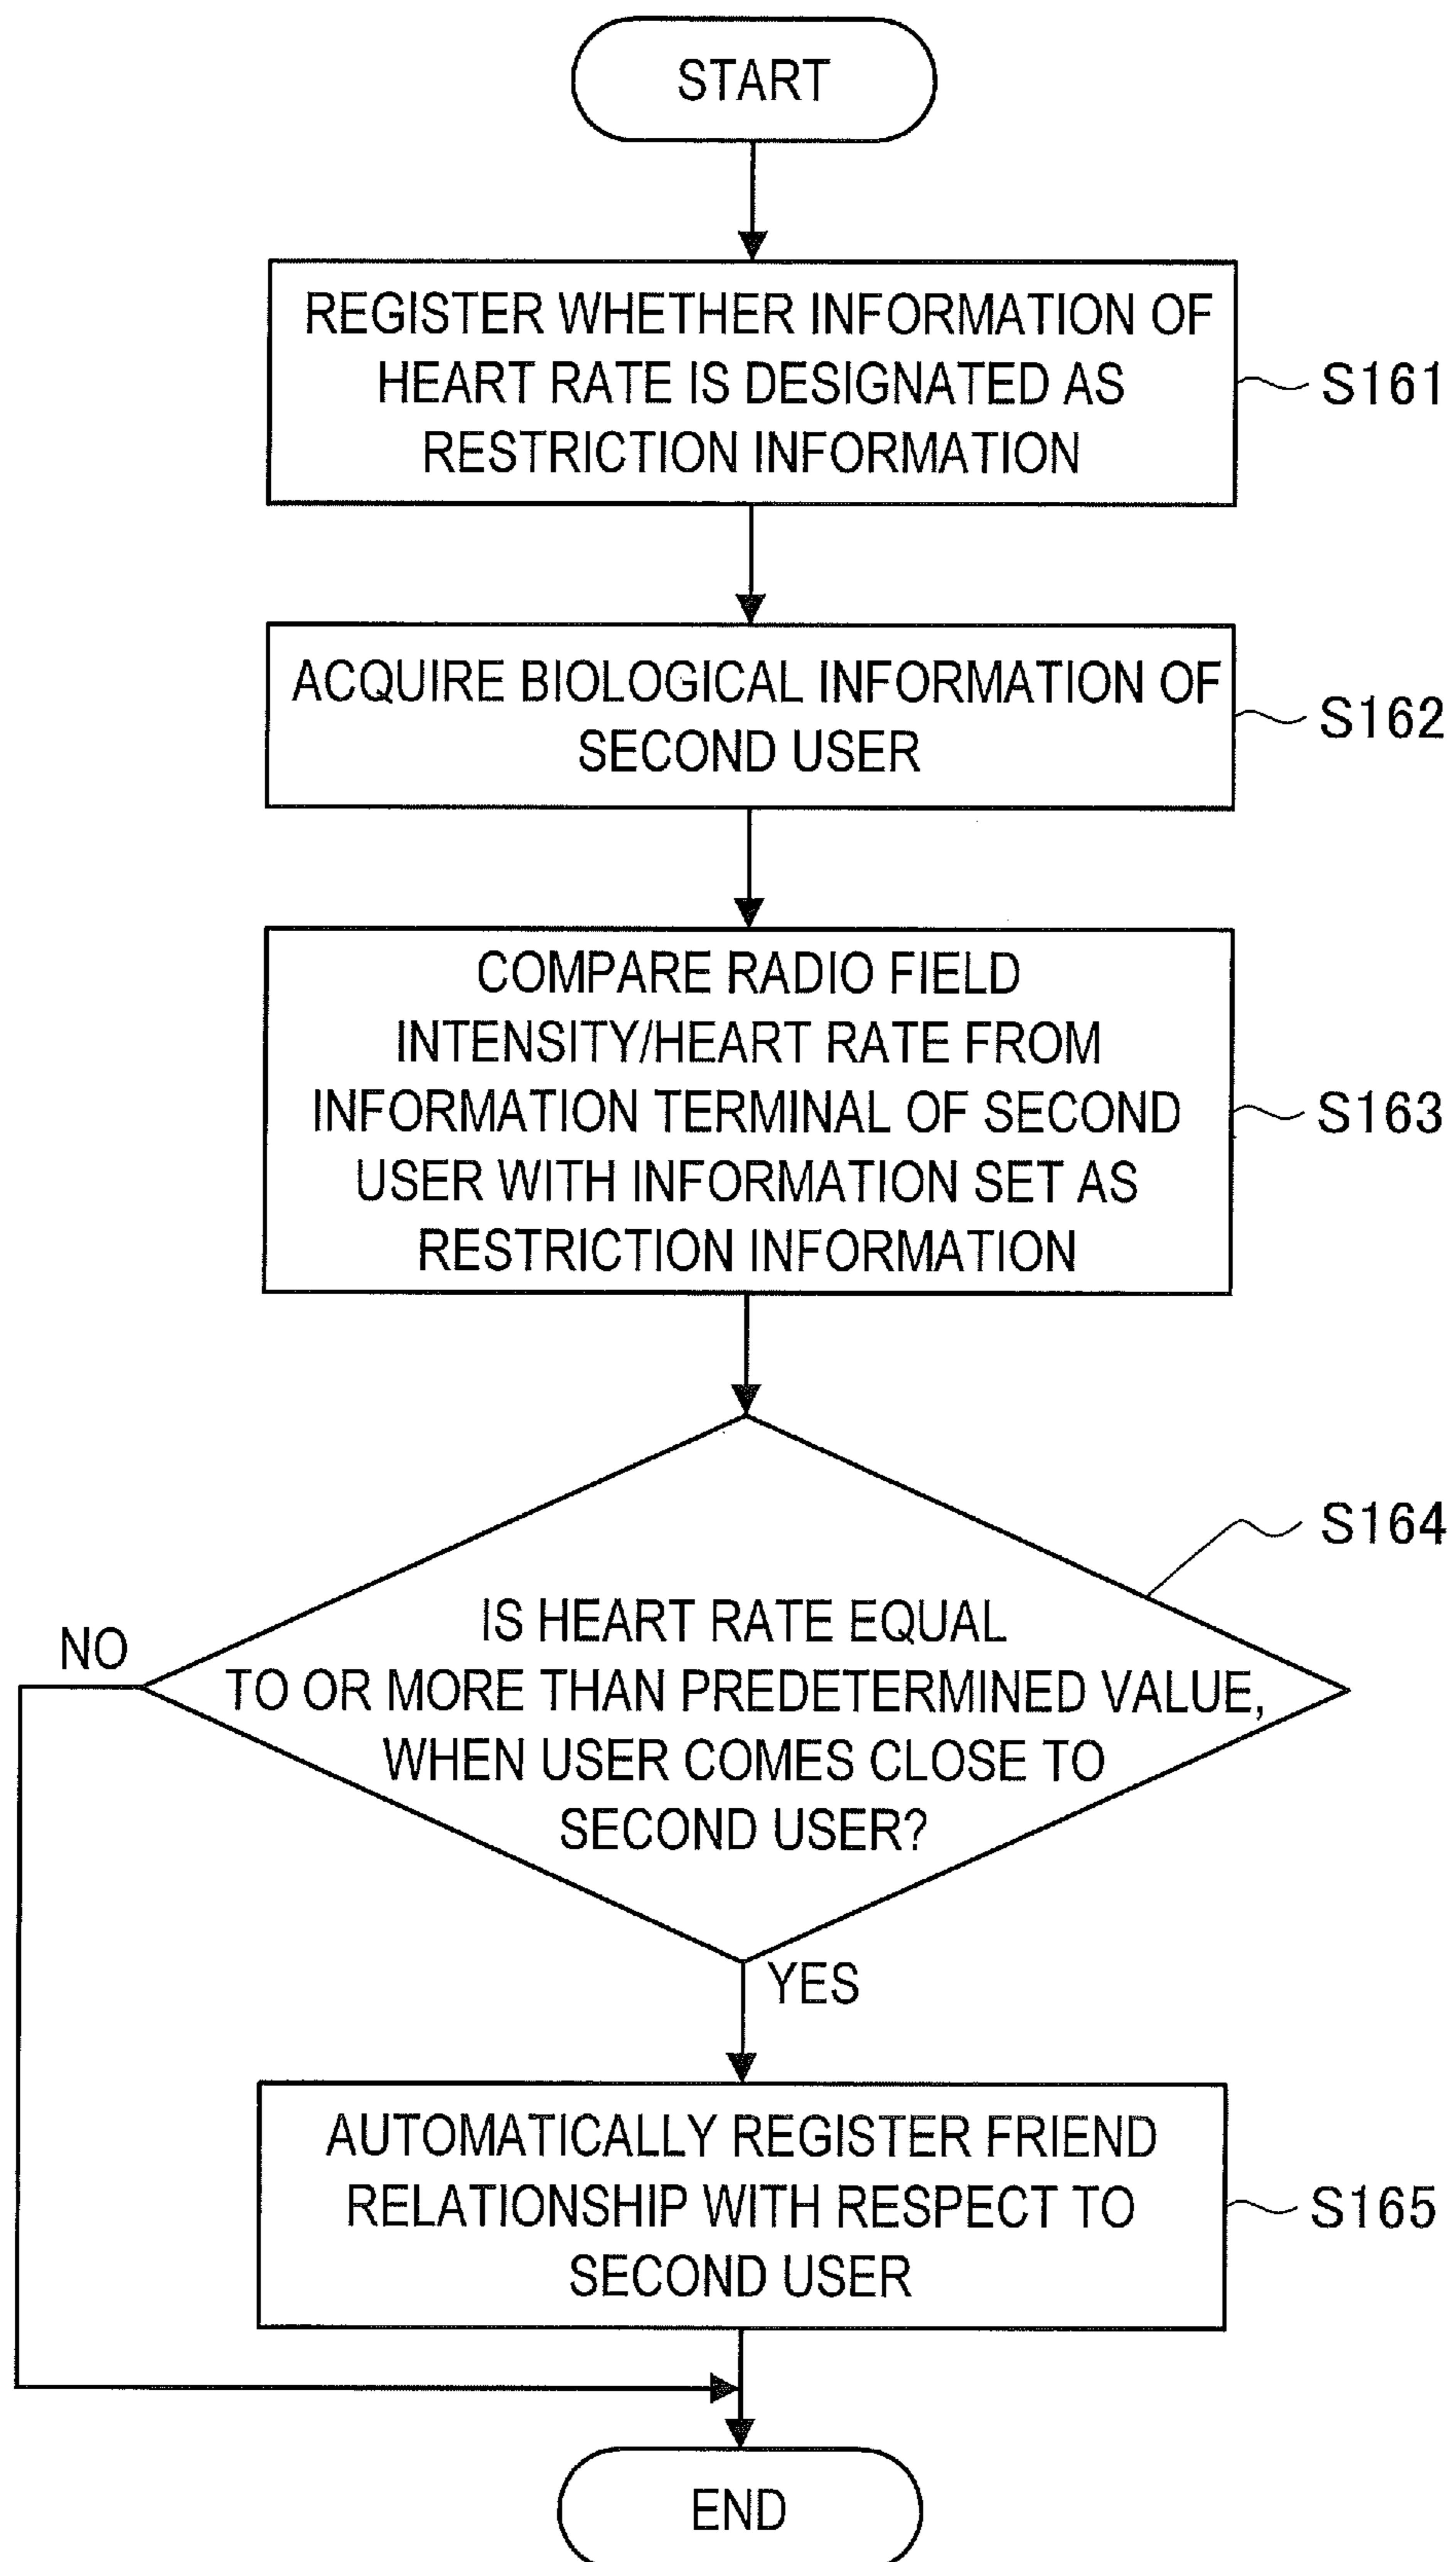 START
REGISTER WHETHER INFORMATION OF
HEART RATE IS DESIGNATED AS
RESTRICTION INFORMATION
S161
ACQUIRE BIOLOGICAL INFORMATION OF
SECOND USER
S162
COMPARE RADIO FIELD
INTENSITY/HEART RATE FROM
INFORMATION TERMINAL OF SECOND
USER WITH INFORMATION SET AS
RESTRICTION INFORMATION
S163
S164
IS HEART RATE EQUAL
TO OR MORE THAN PREDETERMINED VALUE,
WHEN USER COMES CLOSE TO
SECOND USER?
NO
YES
AUTOMATICALLY REGISTER FRIEND
RELATIONSHIP WITH RESPECT TO
SECOND USER
S165
END